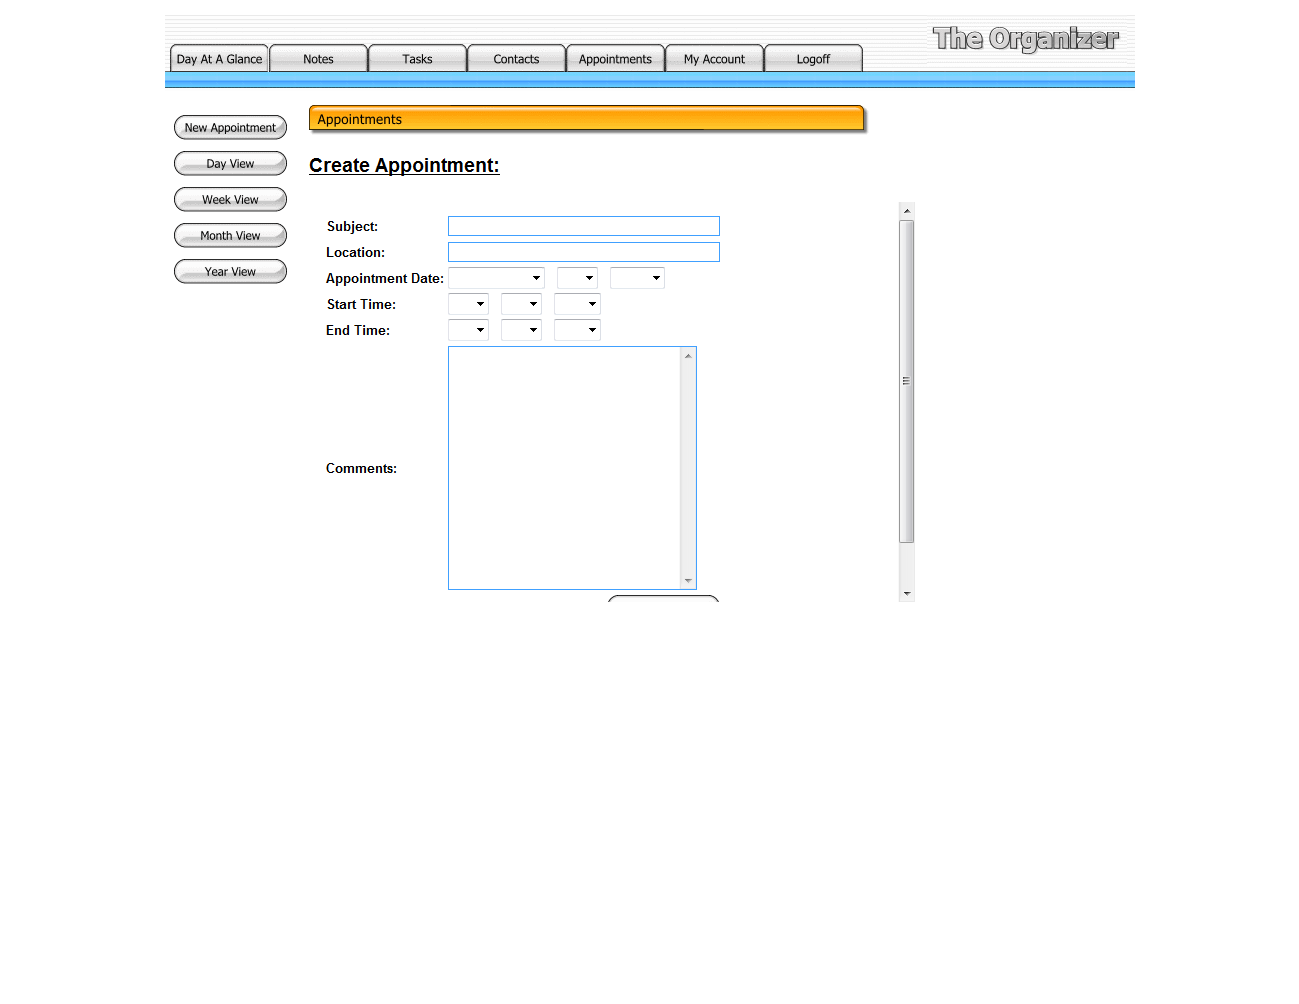 The Organizer
Day At A Glance Notes Tasks Contacts Appointments My Account Logoff
Appointments
New Appointment
Day View
Week View
Month View
Year View
Create Appointment:
Subject:
Location:
Appointment Date:
Start Time:
End Time:
Comments: